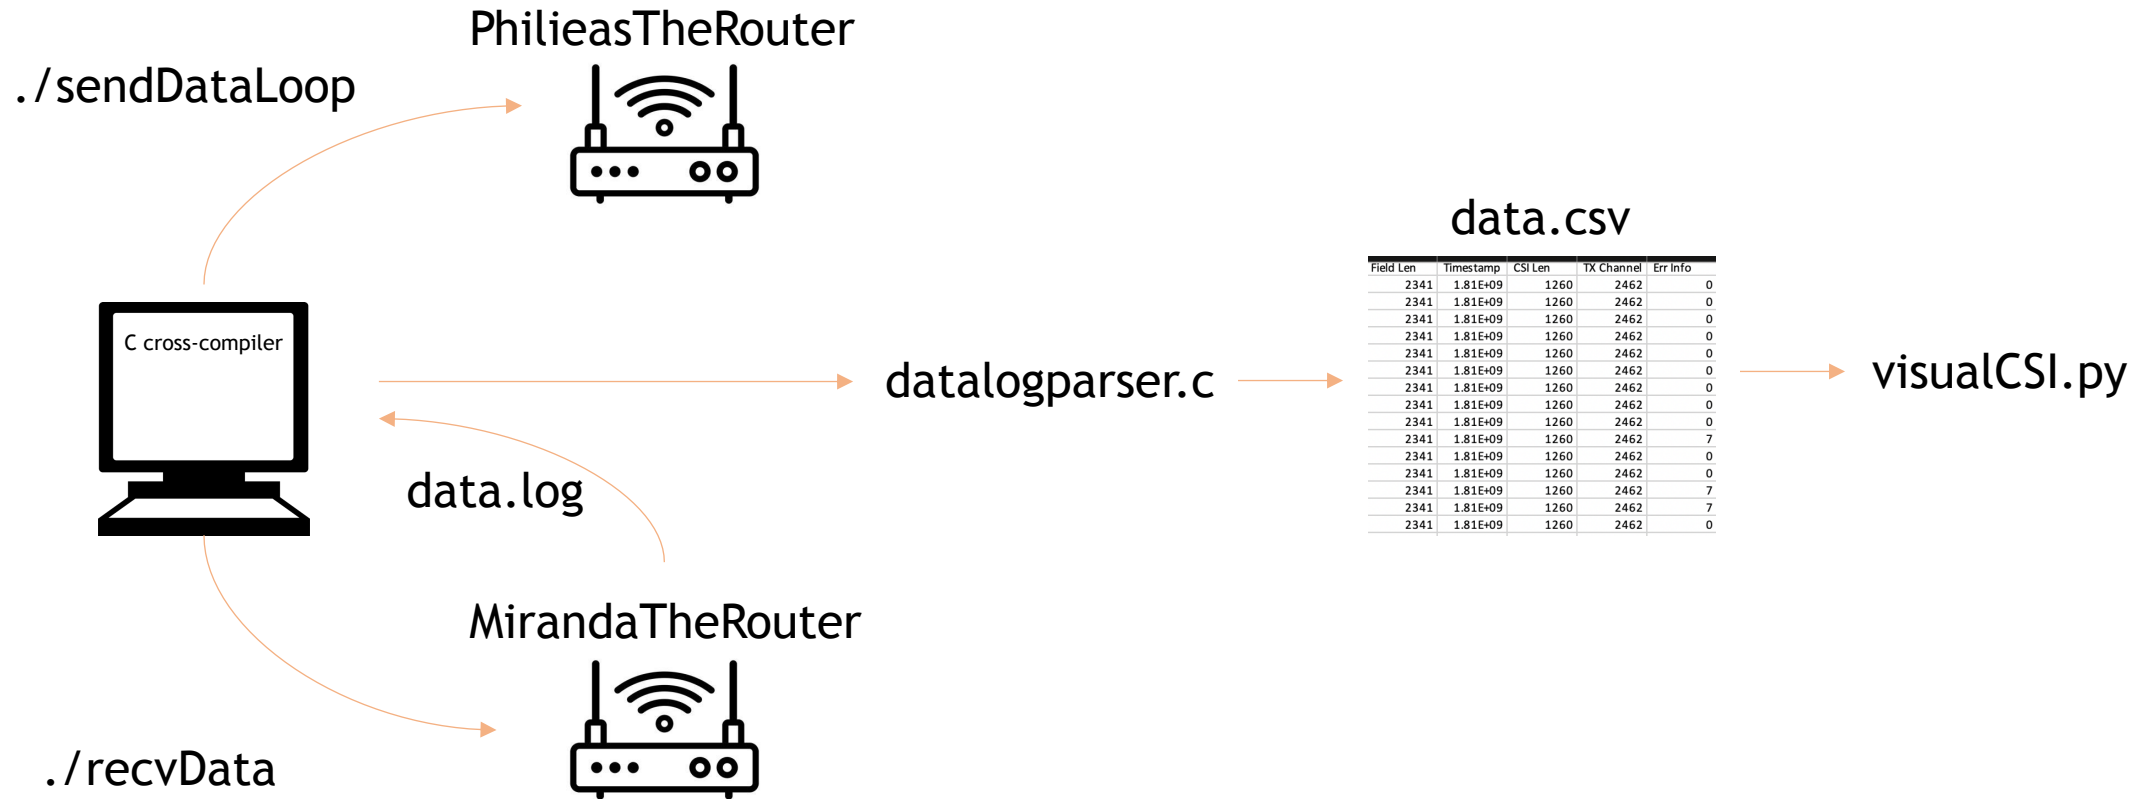 PhilieasTheRouter
./sendDataLoop
C cross-compiler
data.log
MirandaTheRouter
./recvData
datalogparser.c
data.csv
Field Len Timestamp CSI Len TX Channel Err Info
2341 1.81E+09 1260 2462 0
2341 1.81E+09 1260 2462 0
2341 1.81E+09 1260 2462 0
2341 1.81E+09 1260 2462 0
2341 1.81E+09 1260 2462 0
2341 1.81E+09 1260 2462 0
2341 1.81E+09 1260 2462 0
2341 1.81E+09 1260 2462 0
2341 1.81E+09 1260 2462 0
2341 1.81E+09 1260 2462 7
2341 1.81E+09 1260 2462 0
2341 1.81E+09 1260 2462 0
2341 1.81E+09 1260 2462 7
2341 1.81E+09 1260 2462 7
2341 1.81E+09 1260 2462 0
visualCSI.py